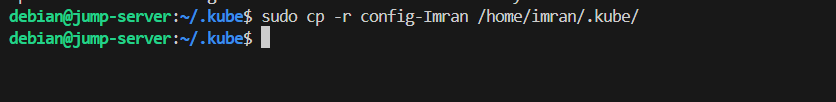 debian@jump-server:~/.kube$ sudo cp -r config-Imran /home/imran/.kube/
debian@jump-server:~/.kube$